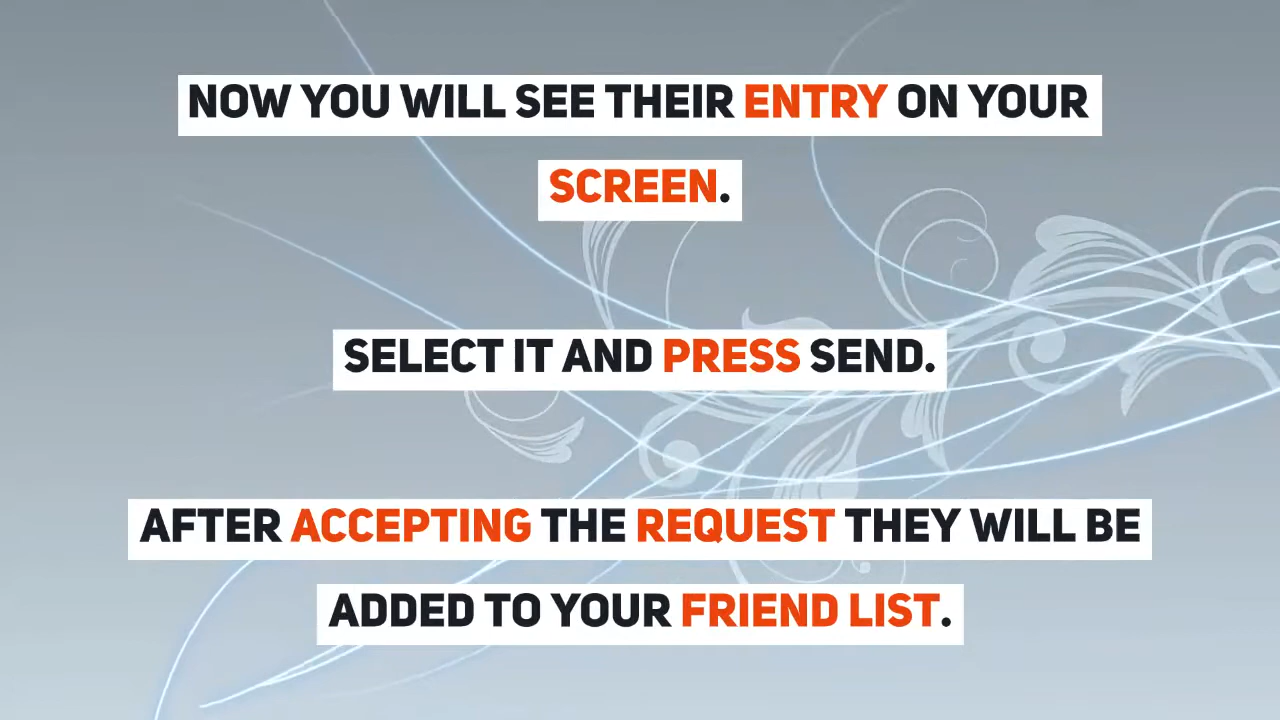 NOW YOU WILL SEE THEIR ENTRY ON YOUR
SCREEN.
SELECT IT AND PRESS SEND.
AFTER ACCEPTING THE REQUEST THEY WILL BE
ADDED TO YOUR FRIEND LIST.